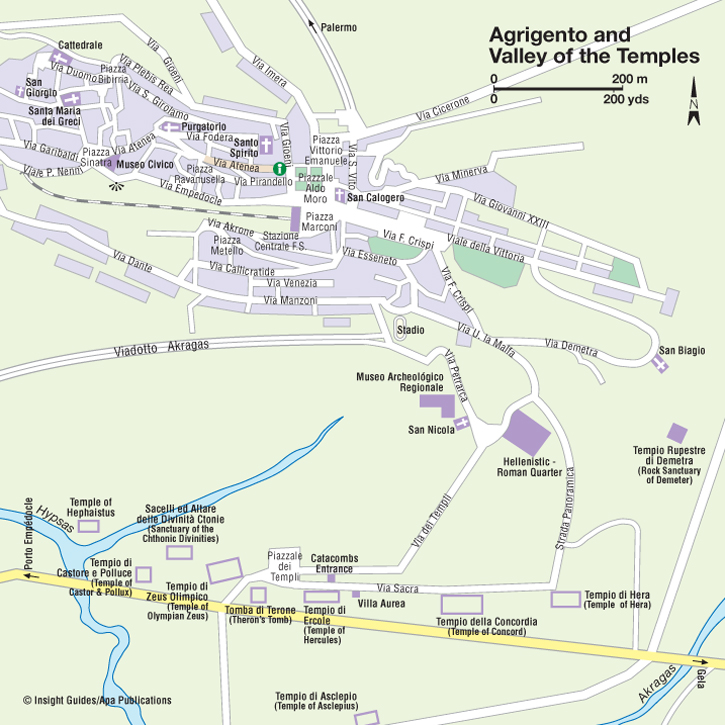 Agrigento and
Valley of the Temples
0 200 m
0 200 yds
N
Palermo
Cattedrale
Via Duomo
Piazza
Bibirria
Via Plebis Rea
Via Gioeni
Via Imera
San
Giorgio
Santa Maria
dei Greci
Via S. Girolamo
Purgatorio
Via Fodera
Santo
Spirito
Via Gioeni
Via Cicerone
Via Garibaldi
Piazza
Sinatra
Via Atenea
Museo Civico
Via Atenea
Piazza
Ravanusella
Via Pirandello
Piazza
Vittorio
Emanuele
Via S. Vito
Piazzale
Aldo
Moro
San Calogero
Via Minerva
Via Giovanni XXIII
Viale P. Nenni
Via Empedocle
Piazza
Marconi
Via Akrone
Piazza
Metello
Stazione
Centrale F.S.
Via F. Crispi
Viale della Vittoria
Via Esseneto
Via Dante
Via Callicratide
Via Venezia
Via Manzoni
Via F. Crispi
Stadio
Via U. la Malfa
Via Demetra
San Biagio
Viadotto Akragas
Via Petrarca
Museo Archeológico
Regionale
San Nicola
Hellenistic -
Roman Quarter
Tempio Rupestre
di Demetra
(Rock Sanctuary
of Demeter)
Strada Panoramica
Via dei Templi
Porto Empedocle
Hypsas
Temple of
Hephaistus
Sacelli ed Altare
delle Divinità Ctonie
(Sanctuary of the
Chthonic Divinities)
Tempio di
Castore e Polluce
(Temple of
Castor & Pollux)
Tempio di
Zeus Olimpico
(Temple of
Olympian Zeus)
Piazzale
dei
Templi
Catacombs
Entrance
Via Sacra
Tomba di Terone
(Theron's Tomb)
Tempio di
Ercole
(Temple of
Hercules)
Villa Aurea
Tempio della Concordia
(Temple of Concord)
Tempio di Hera
(Temple of Hera)
Akragas
Gela
Tempio di Asclepio
(Temple of Asclepius)
© Insight Guides/Apa Publications